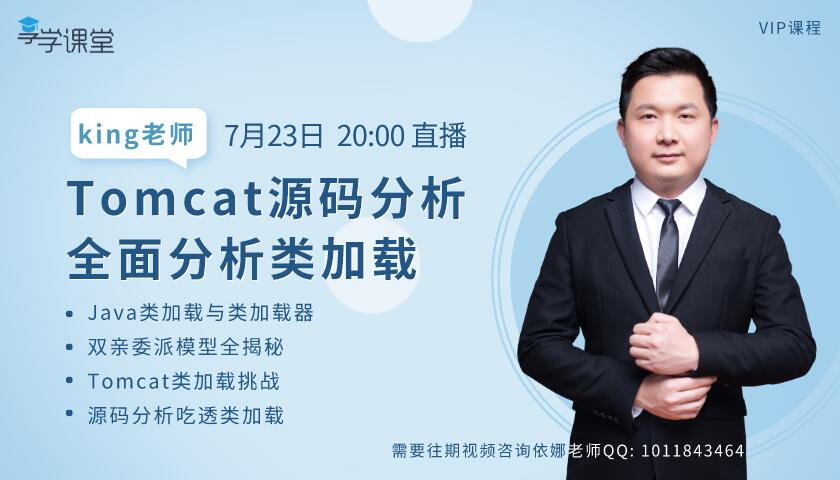 享学课堂
VIP课程
king老师
7月23日 20:00 直播
Tomcat源码分析
全面分析类加载
Java类加载与类加载器
双亲委派模型全揭秘
Tomcat类加载挑战
源码分析吃透类加载
需要往期视频咨询依娜老师QQ: 1011843464